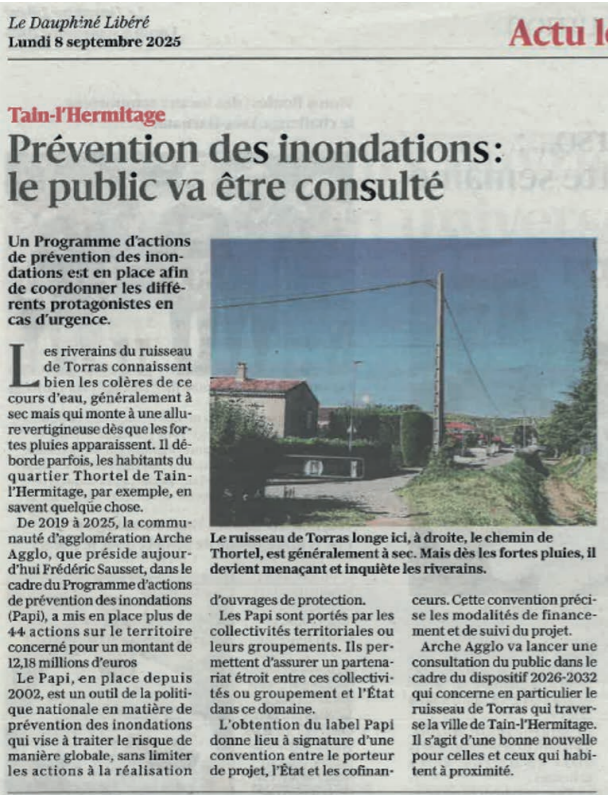 Le Dauphiné Libéré
Lundi 8 septembre 2025
Actu l
Tain-l'Hermitage
Prévention des inondations :
le public va être consulté
Un Programme d'actions
de prévention des inon-
dations est en place afin
de coordonner les diffé-
rents protagonistes en
cas d'urgence.
Les riverains du ruisseau
de Torras connaissent
bien les colères de ce
cours d'eau, généralement à
sec mais qui monte à une allu-
re vertigineuse dès que les for-
tes pluies apparaissent. Il dé-
borde parfois, les habitants du
quartier Thortel de Tain-
l'Hermitage, par exemple, en
savent quelque chose.
De 2019 à 2025, la commu-
nauté d'agglomération Arche
Agglo, que préside aujour-
d'hui Frédéric Sausset, dans le
cadre du Programme d'actions
de prévention des inondations
(Papi), a mis en place plus de
44 actions sur le territoire
concerné pour un montant de
12,18 millions d'euros
Le Papi, en place depuis
2002, est un outil de la politi-
que nationale en matière de
prévention des inondations
qui vise à traiter le risque de
manière globale, sans limiter
les actions à la réalisation
Le ruisseau de Torras longe ici, à droite, le chemin de
Thortel, est généralement à sec. Mais dès les fortes pluies, il
devient menaçant et inquiète les riverains.
d'ouvrages de protection.
Les Papi sont portés par les
collectivités territoriales ou
leurs groupements. Ils per-
mettent d'assurer un partena-
riat étroit entre ces collectivi-
tés ou groupement et l'État
dans ce domaine.
L'obtention du label Papi
donne lieu à signature d'une
convention entre le porteur
de projet, l'État et les cofinan-
ceurs. Cette convention préci-
se les modalités de finance-
ment et de suivi du projet.
Arche Agglo va lancer une
consultation du public dans le
cadre du dispositif 2026-2032
qui concerne en particulier le
ruisseau de Torras qui traver-
se la ville de Tain-l'Hermitage.
Il s'agit d'une bonne nouvelle
pour celles et ceux qui habi-
tent à proximité.